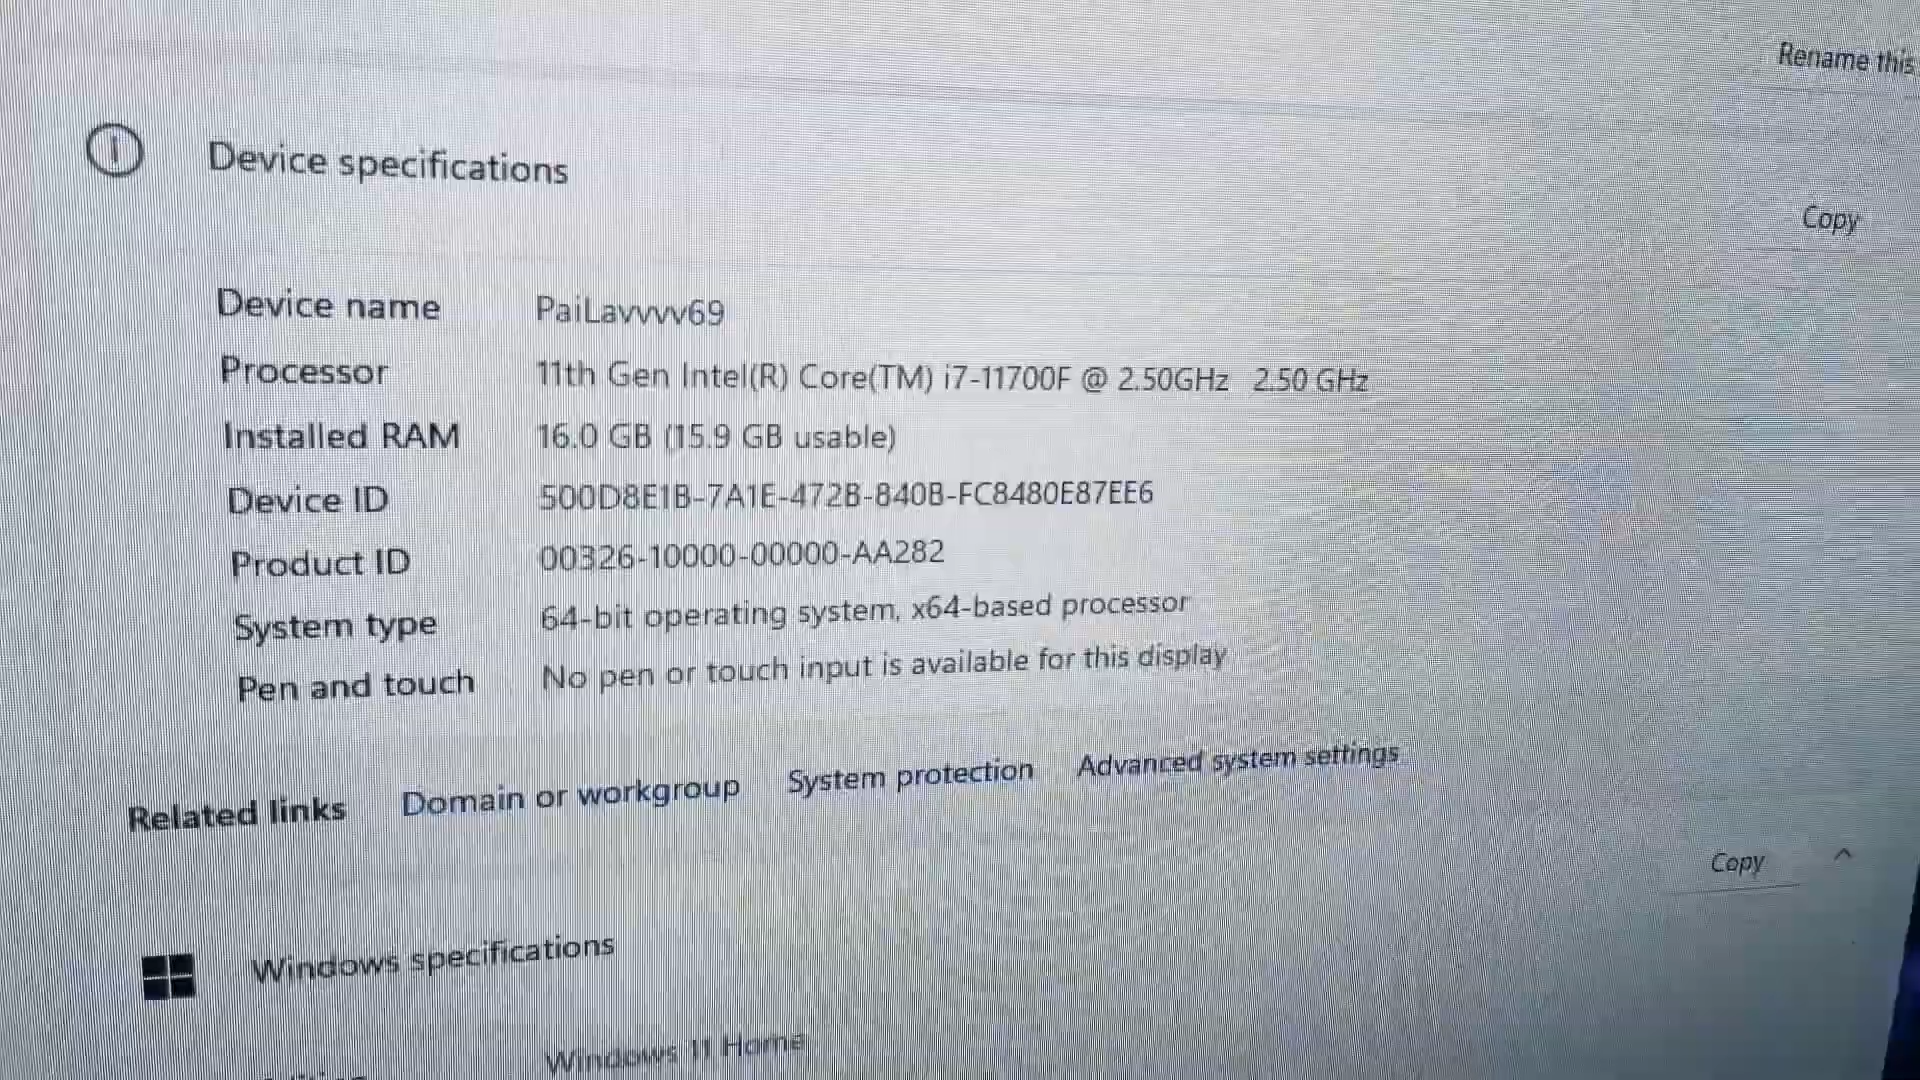 Rename this
Device specifications
Copy
Device name PaiLavvvv69
Processor 11th Gen Intel(R) Core(TM) i7-11700F @ 2.50GHz 2.50 GHz
Installed RAM 16.0 GB (15.9 GB usable)
Device ID 500D8E1B-7A1E-472B-840B-FC8480E87EE6
Product ID 00326-10000-00000-AA282
System type 64-bit operating system, x64-based processor
Pen and touch No pen or touch input is available for this display
Related links Domain or workgroup System protection Advanced system settings
Copy
Windows specifications
Windows 11 Home